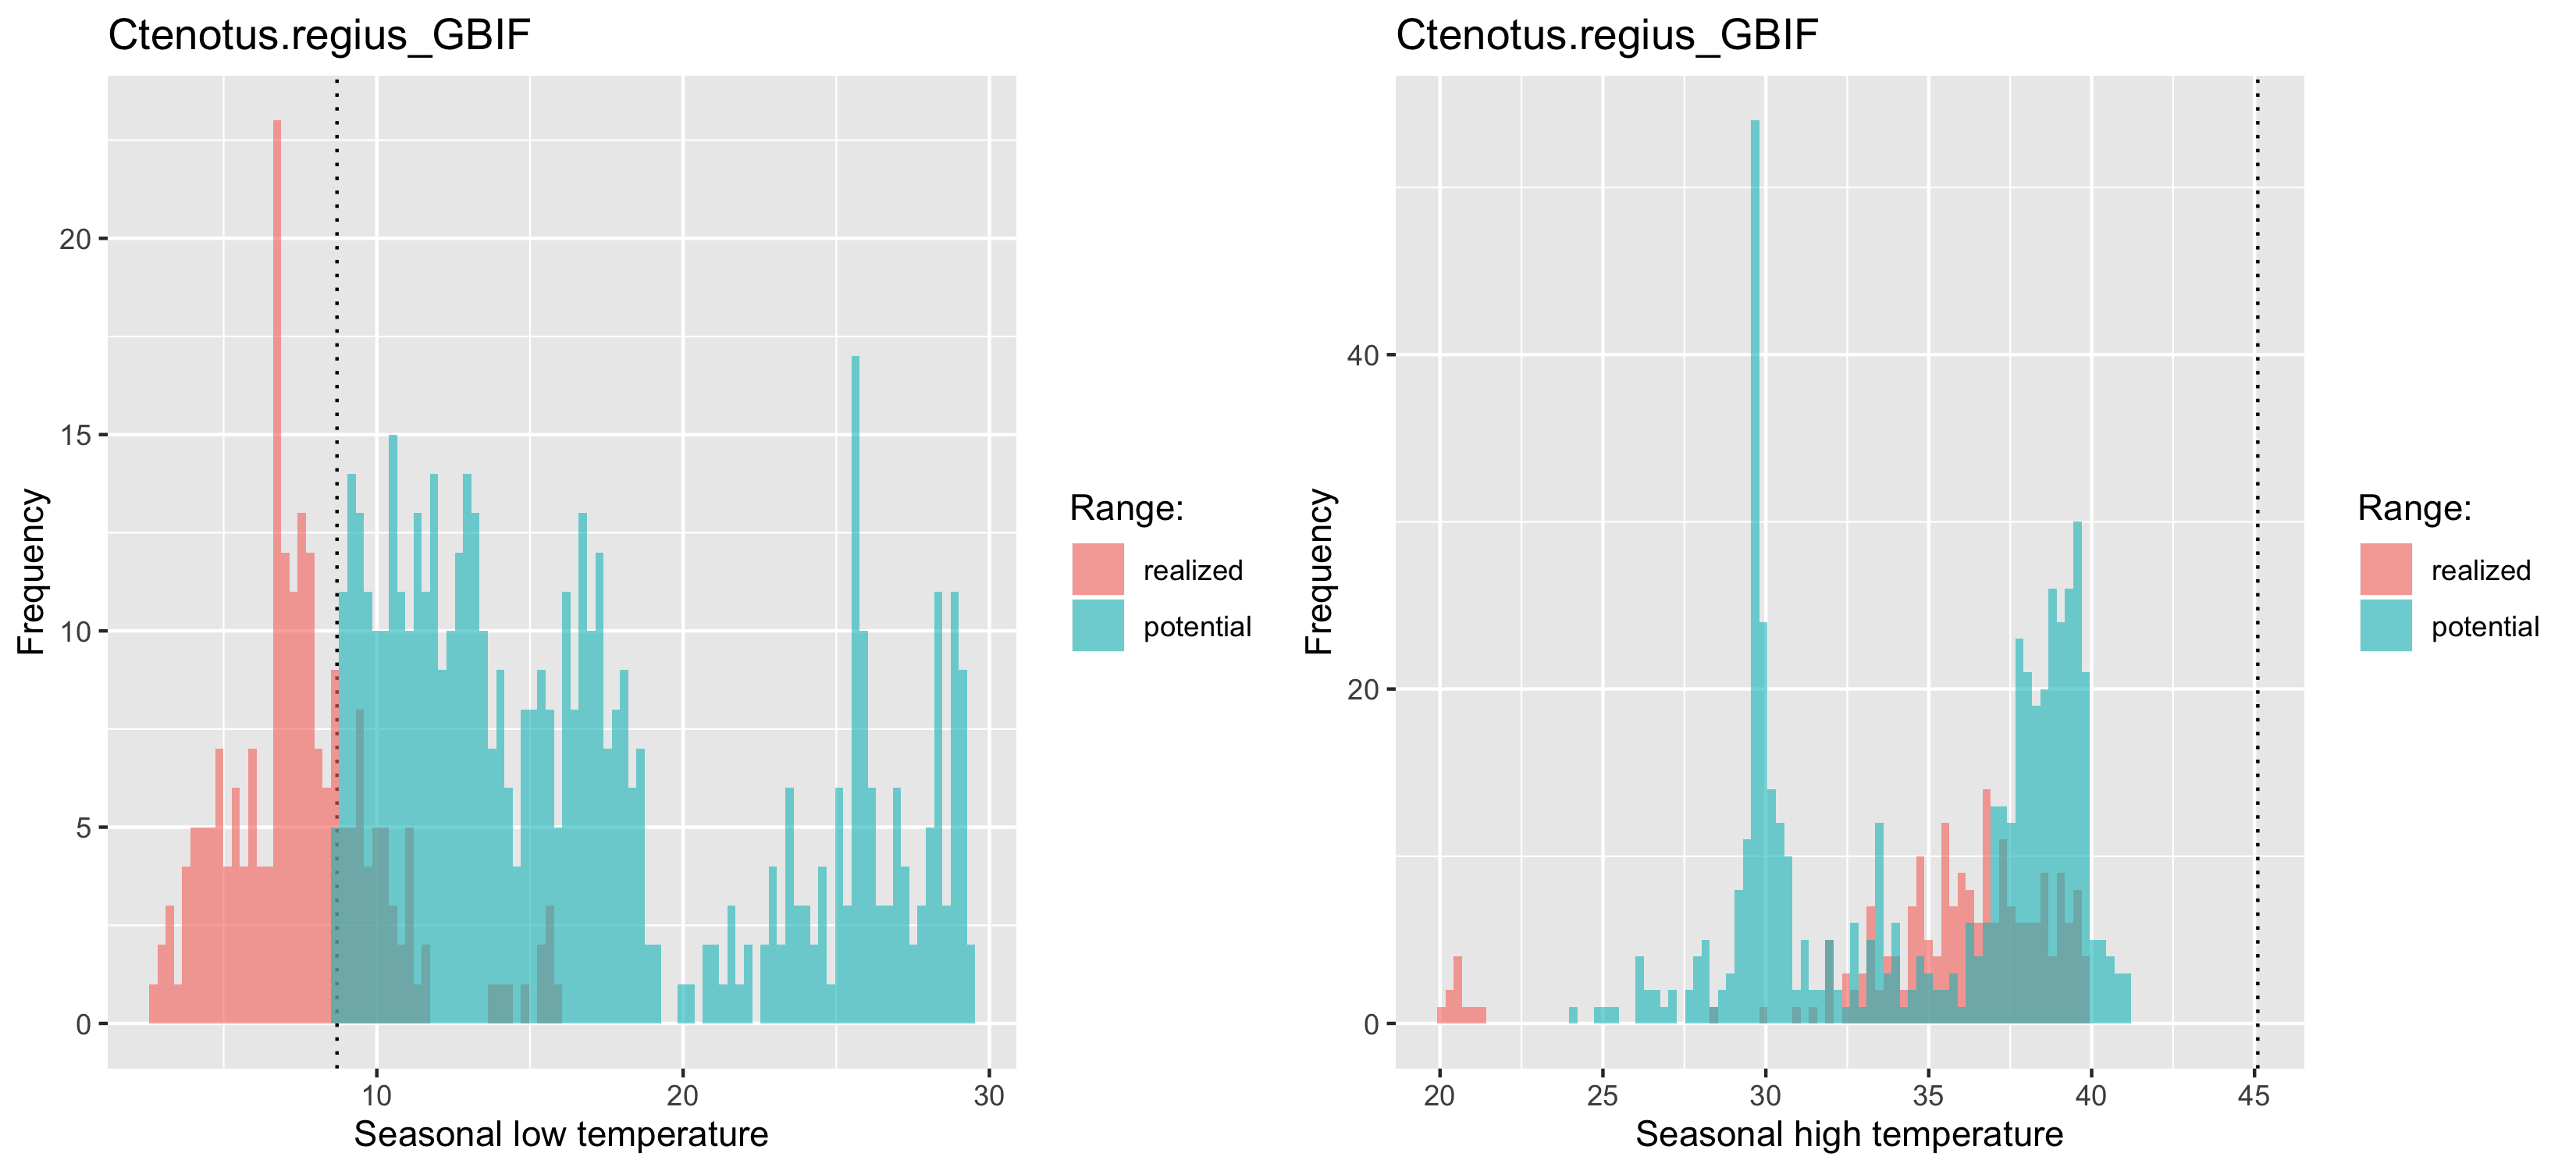 Ctenotus.regius_GBIF
Frequency
20
15
10
5
0
10
20
30
Seasonal low temperature
Range:
realized
potential
Ctenotus.regius_GBIF
Frequency
40
20
0
20
25
30
35
40
45
Seasonal high temperature
Range:
realized
potential